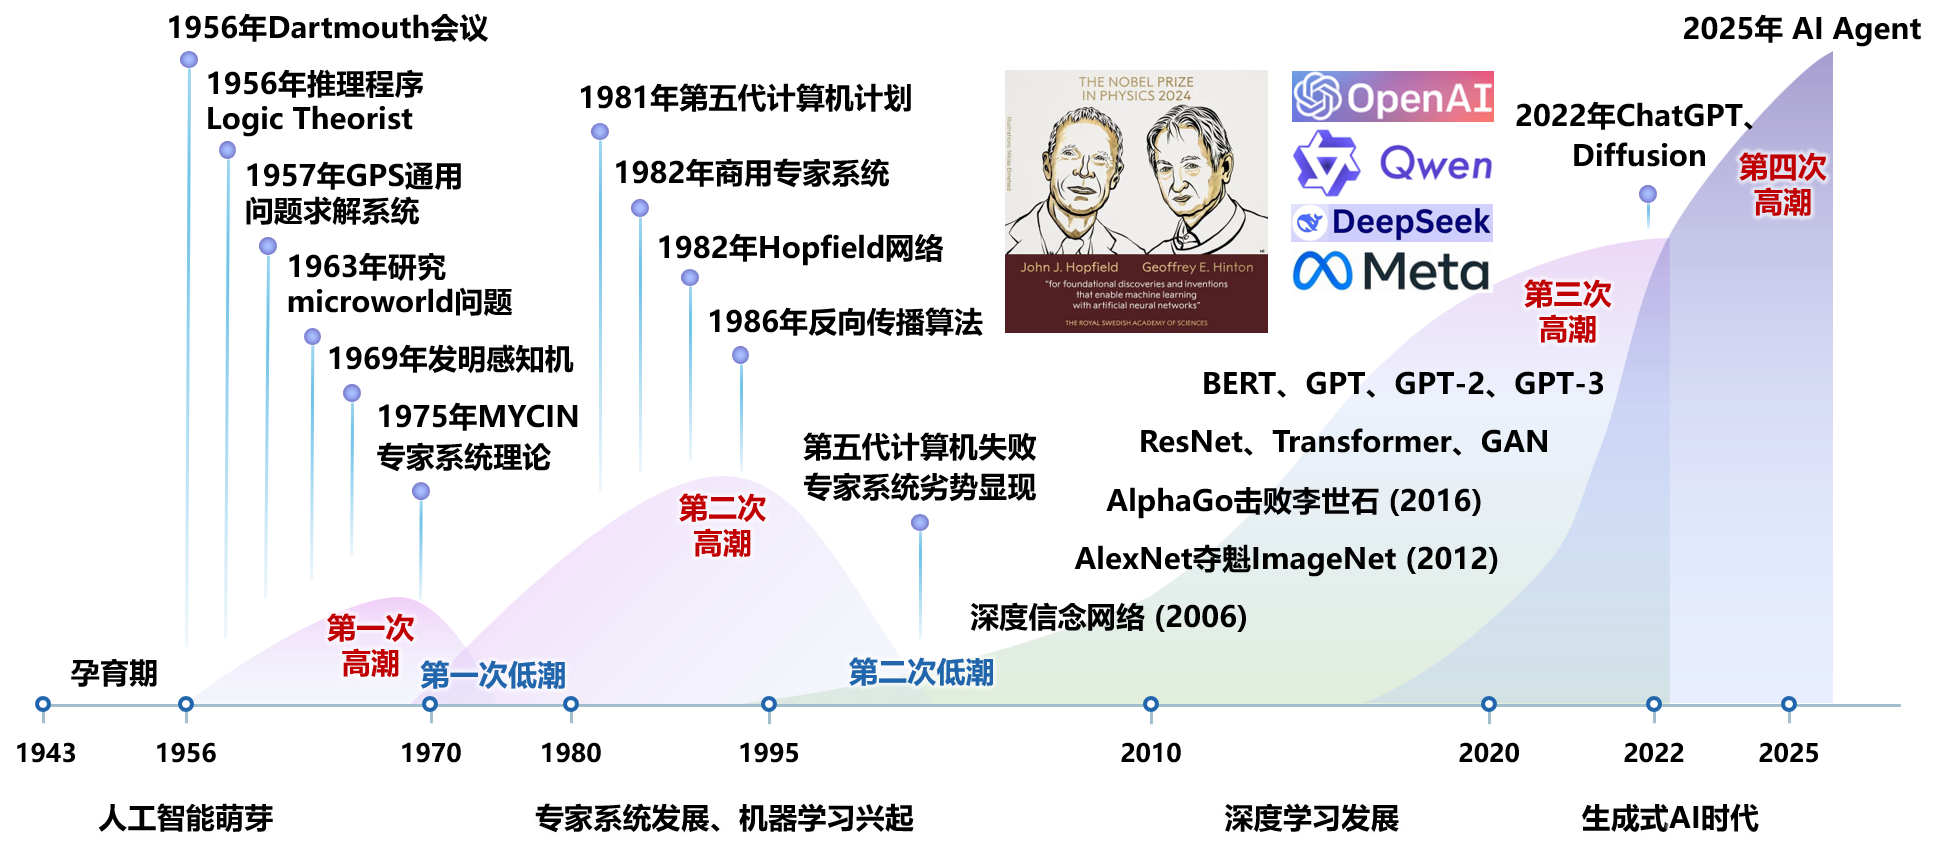 1956年Dartmouth会议
1956年推理程序
Logic Theorist
1957年GPS通用
问题求解系统
1963年研究
microworld问题
1969年发明感知机
1975年MYCIN
专家系统理论
1981年第五代计算机计划
1982年商用专家系统
1982年Hopfield网络
1986年反向传播算法
第五代计算机失败
专家系统劣势显现
THE NOBEL PRIZE
IN PHYSICS 2024
John J. Hopfield
Geoffrey E. Hinton
"for foundational discoveries and inventions
that enable machine learning
with artificial neural networks"
THE ROYAL SWEDISH ACADEMY OF SCIENCES
OpenAI
Qwen
DeepSeek
Meta
2025年 AI Agent
2022年ChatGPT、
Diffusion
第四次
高潮
第三次
高潮
BERT、GPT、GPT-2、GPT-3
ResNet、Transformer、GAN
AlphaGo击败李世石 (2016)
AlexNet夺魁ImageNet (2012)
深度信念网络 (2006)
第二次
高潮
第一次
高潮
孕育期
第一次低潮
第二次低潮
1943
1956
1970
1980
1995
2010
2020
2022
2025
人工智能萌芽
专家系统发展、机器学习兴起
深度学习发展
生成式AI时代